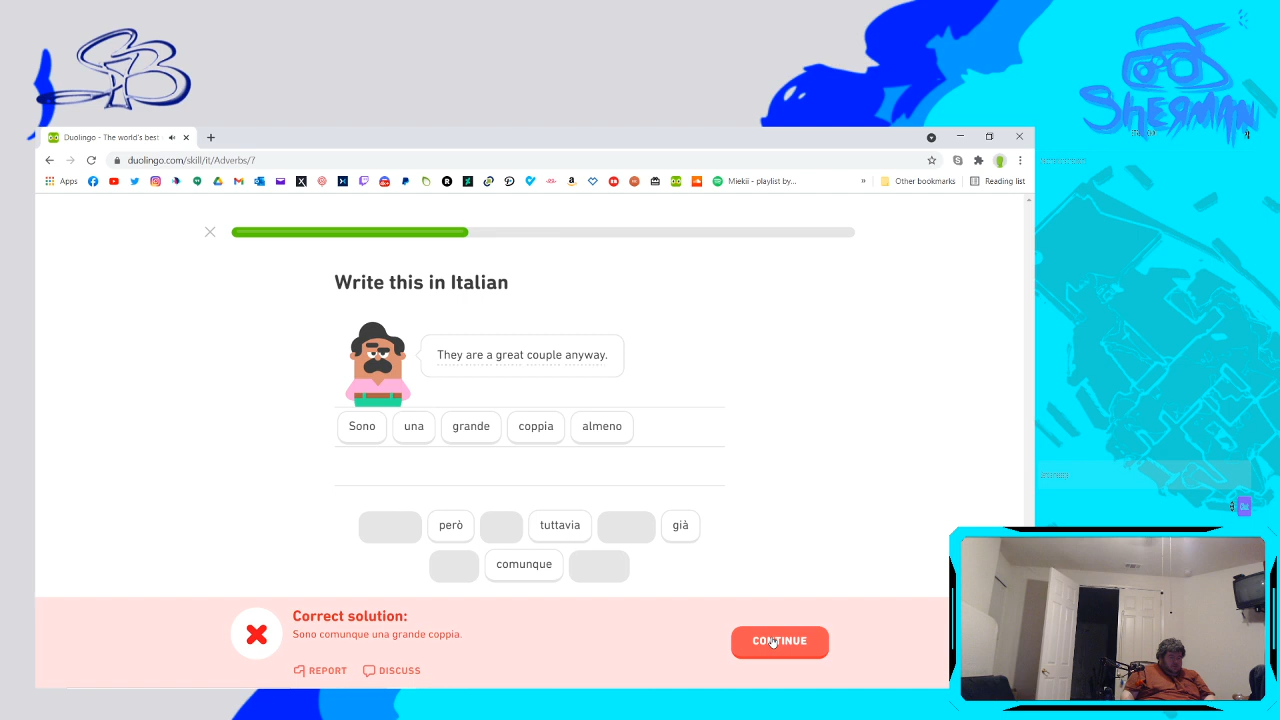 SHERMAN
Duolingo - The world's best
duolingo.com/skill/it/Adverbs/7
Apps
Miekii - playlist by...
»
Other bookmarks
Reading list
Write this in Italian
They are a great couple anyway.
Sono una grande coppia almeno
però tuttavia già
comunque
Correct solution:
Sono comunque una grande coppia.
REPORT DISCUSS
CONTINUE